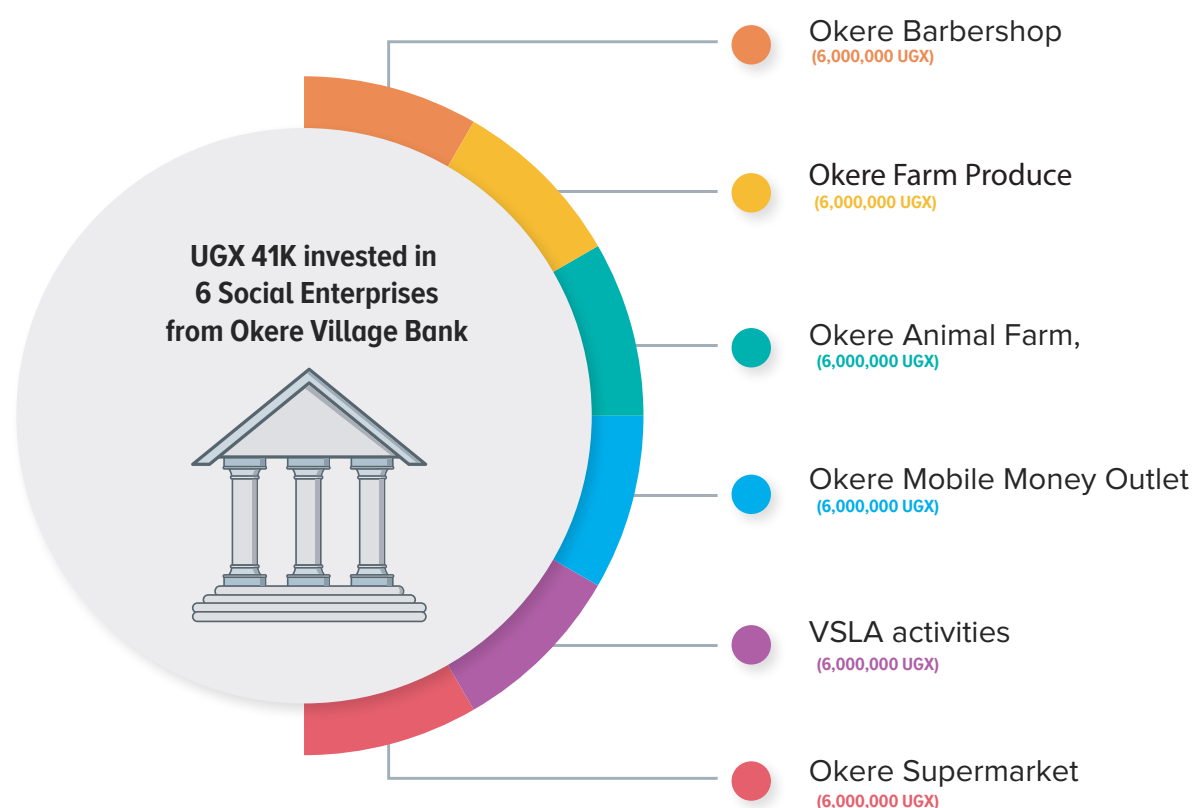 UGX 41K invested in
6 Social Enterprises
from Okere Village Bank
Okere Barbershop
(6,000,000 UGX)
Okere Farm Produce
(6,000,000 UGX)
Okere Animal Farm,
(6,000,000 UGX)
Okere Mobile Money Outlet
(6,000,000 UGX)
VSLA activities
(6,000,000 UGX)
Okere Supermarket
(6,000,000 UGX)